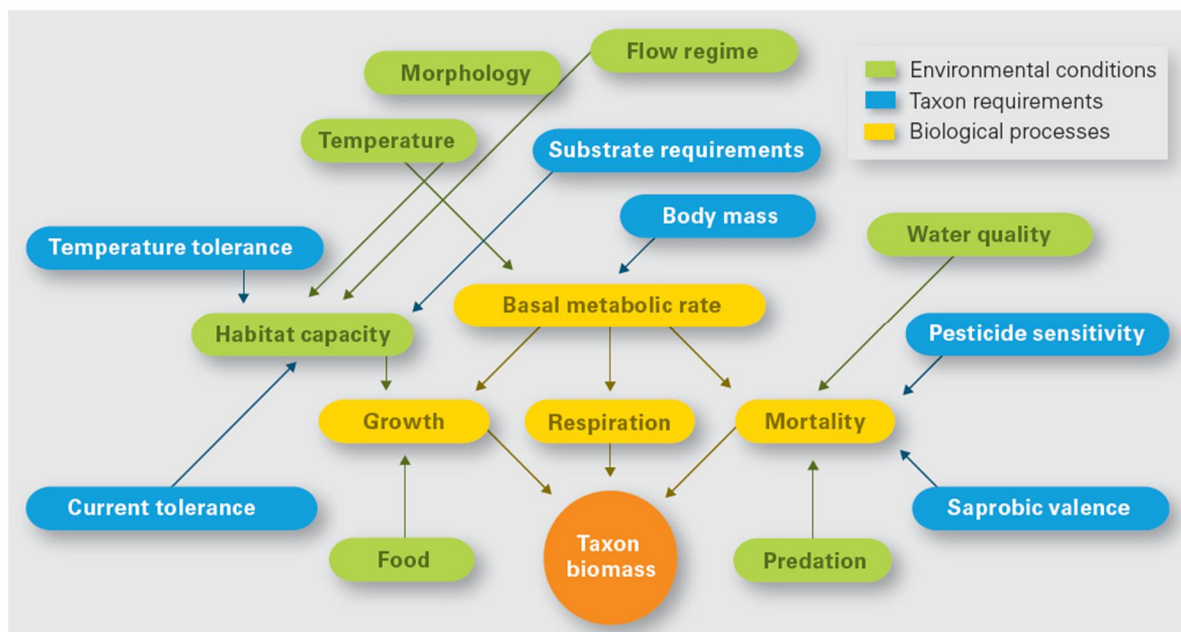 Flow regime
Morphology
Environmental conditions
Taxon requirements
Biological processes
Temperature
Substrate requirements
Body mass
Temperature tolerance
Water quality
Basal metabolic rate
Habitat capacity
Pesticide sensitivity
Growth
Respiration
Mortality
Current tolerance
Saprobic valence
Taxon
biomass
Food
Predation